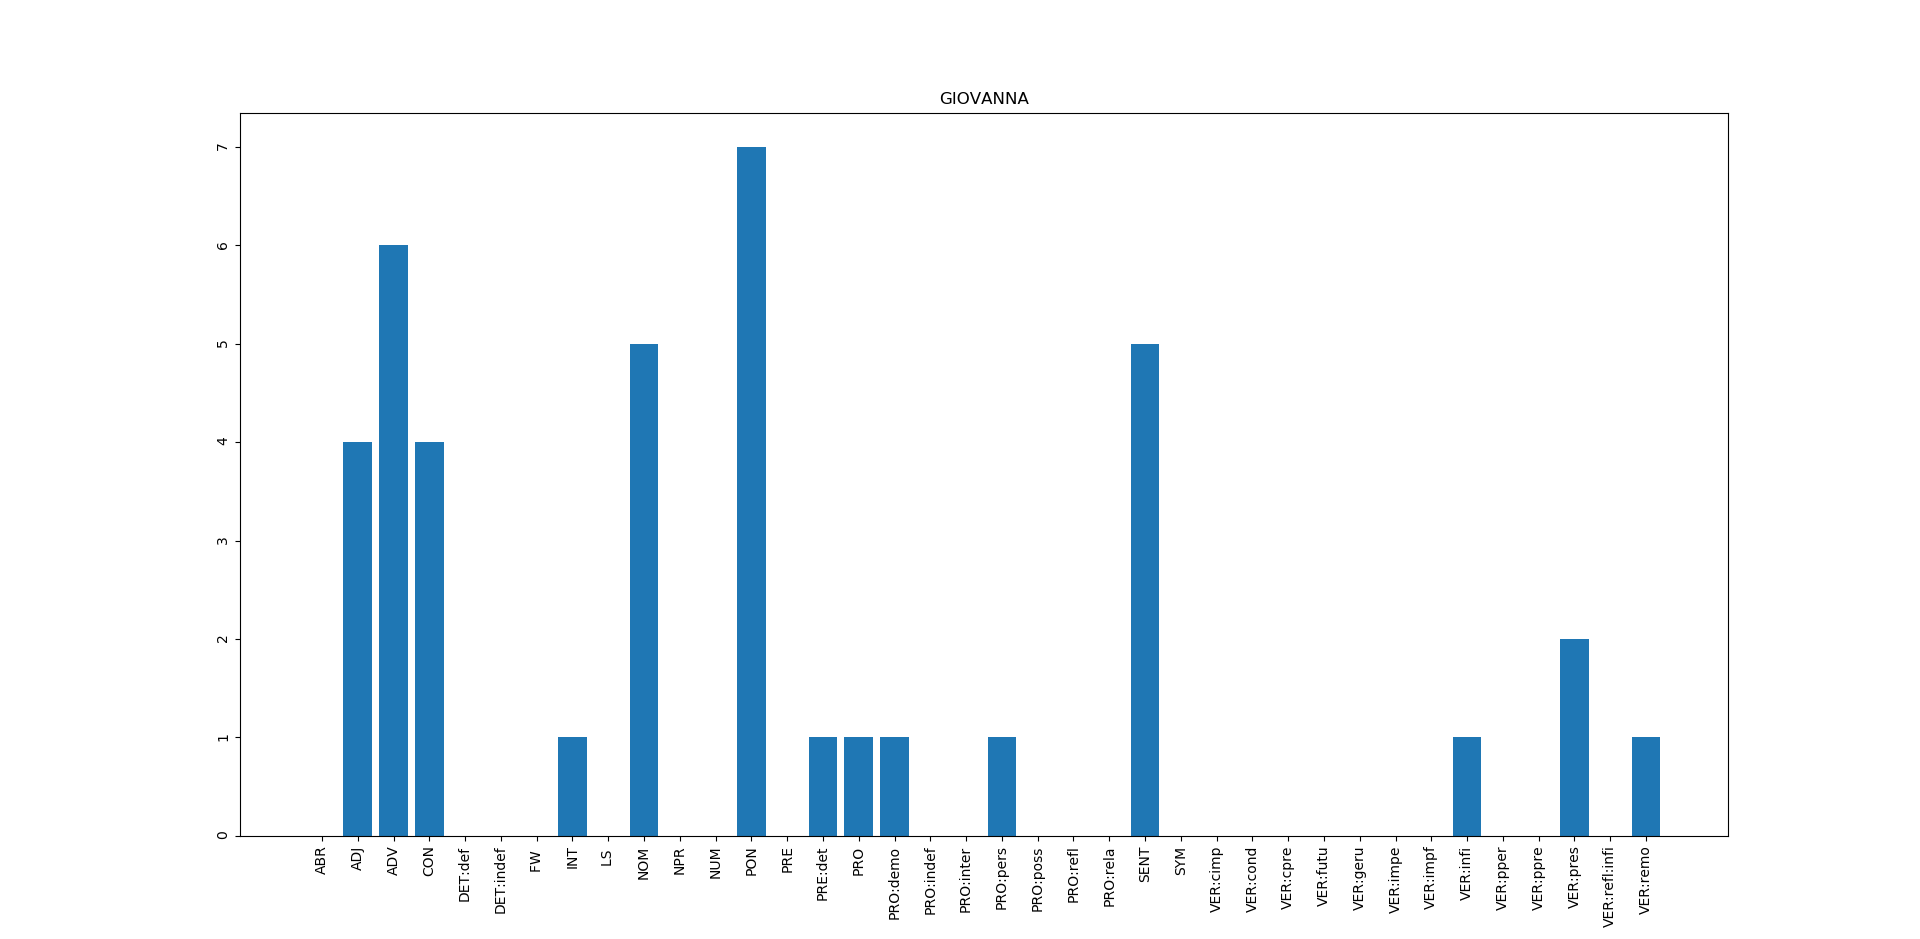 GIOVANNA
7
6
5
4
3
2
1
0
ABR
ADJ
ADV
CON
DET:def
DET:indef
FW
INT
LS
NOM
NPR
NUM
PON
PRE
PRE:det
PRO
PRO:demo
PRO:indef
PRO:inter
PRO:pers
PRO:poss
PRO:refl
PRO:rela
SENT
SYM
VER:cimp
VER:cond
VER:cpre
VER:futu
VER:geru
VER:impe
VER:impf
VER:infi
VER:pper
VER:ppre
VER:pres
VER:refl:infi
VER:remo